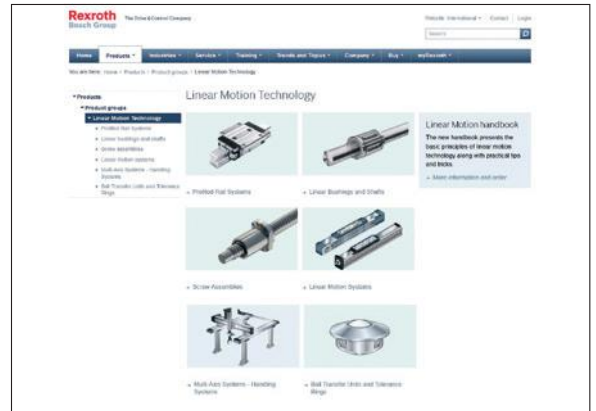 Rexroth
Bosch Group
The Drive & Control Company
Website: International Contact Login
Search
Home Products Industries Service Training Trends and Topics Company Buy myRexroth
You are here: Home > Products > Product groups > Linear Motion Technology
Products
Product groups
Linear Motion Technology
Profiled Rail Systems
Linear bushings and shafts
Screw assemblies
Linear motion systems
Multi-Axis Systems - Handling
Systems
Ball Transfer Units and Tolerance
Rings
Linear Motion Technology
Profiled Rail Systems
Linear Bushings and Shafts
Screw Assemblies
Linear Motion Systems
Multi-Axis Systems - Handling
Systems
Ball Transfer Units and Tolerance
Rings
Linear Motion handbook
The new handbook presents the
basic principles of linear motion
technology along with practical tips
and tricks.
More information and order